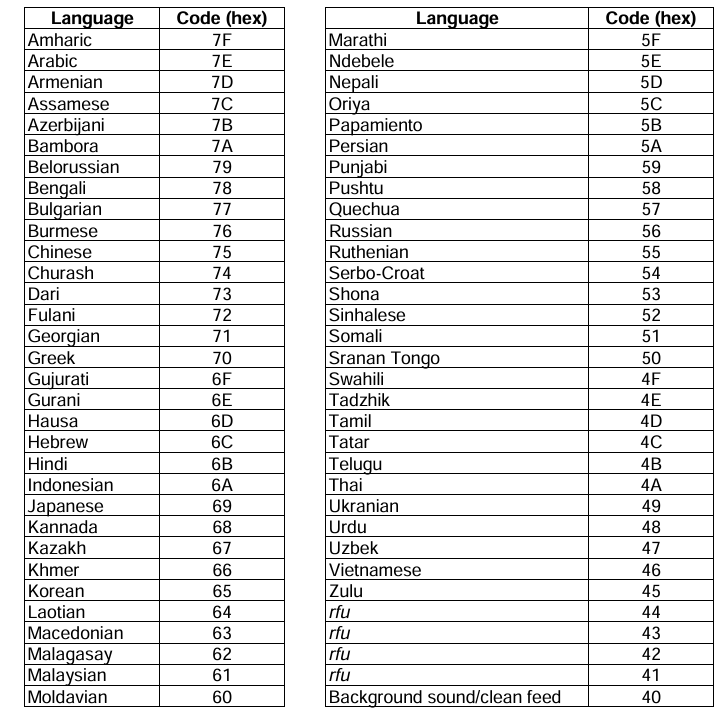 Language Code (hex)
Amharic 7F
Arabic 7E
Armenian 7D
Assamese 7C
Azerbijani 7B
Bambora 7A
Belorussian 79
Bengali 78
Bulgarian 77
Burmese 76
Chinese 75
Churash 74
Dari 73
Fulani 72
Georgian 71
Greek 70
Gujurati 6F
Gurani 6E
Hausa 6D
Hebrew 6C
Hindi 6B
Indonesian 6A
Japanese 69
Kannada 68
Kazakh 67
Khmer 66
Korean 65
Laotian 64
Macedonian 63
Malagasay 62
Malaysian 61
Moldavian 60
Language Code (hex)
Marathi 5F
Ndebele 5E
Nepali 5D
Oriya 5C
Papamiento 5B
Persian 5A
Punjabi 59
Pushtu 58
Quechua 57
Russian 56
Ruthenian 55
Serbo-Croat 54
Shona 53
Sinhalese 52
Somali 51
Sranan Tongo 50
Swahili 4F
Tadzhik 4E
Tamil 4D
Tatar 4C
Telugu 4B
Thai 4A
Ukranian 49
Urdu 48
Uzbek 47
Vietnamese 46
Zulu 45
rfu 44
rfu 43
rfu 42
rfu 41
Background sound/clean feed 40